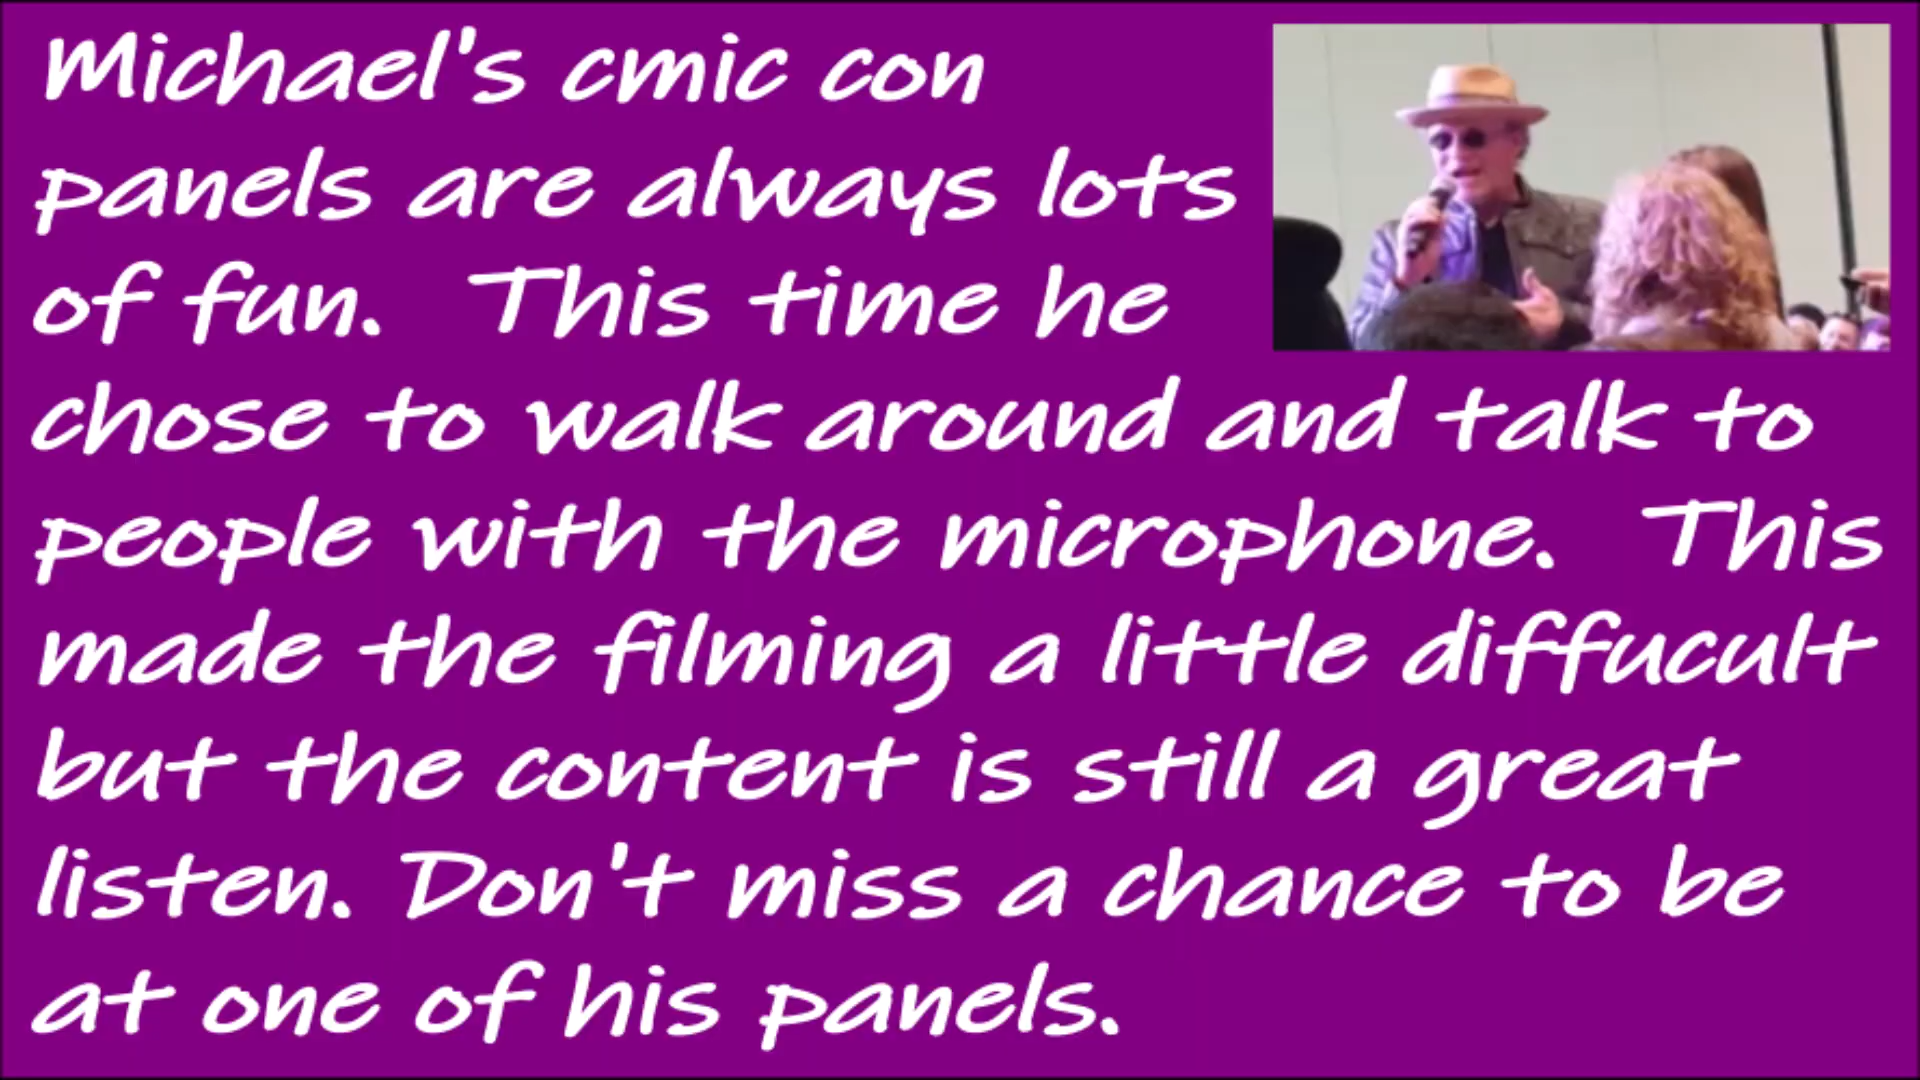 Michael's cmic con
panels are always lots
of fun.  This time he
chose to walk around and talk to
people with the microphone.  This
made the filming a little diffucult
but the content is still a great
listen. Don't miss a chance to be
at one of his panels.